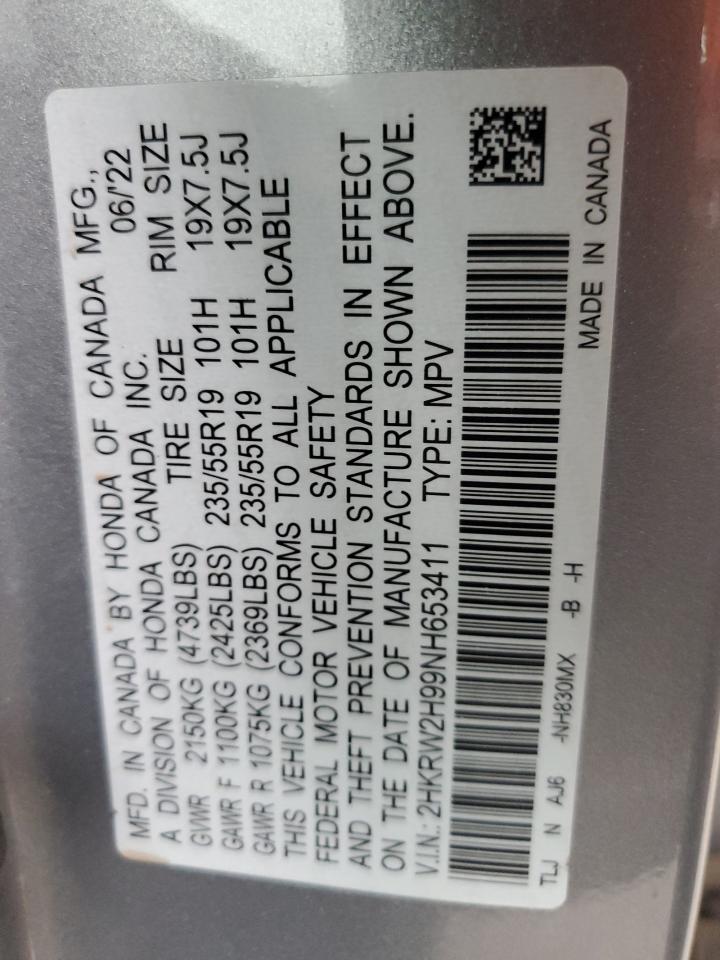 MFD. IN CANADA BY HONDA OF CANADA MFG.,
A DIVISION OF HONDA CANADA INC. 06/'22
GVWR 2150KG (4739LBS) TIRE SIZE RIM SIZE
GAWR F 1100KG (2425LBS) 235/55R19 101H 19X7.5J
GAWR R 1075KG (2369LBS) 235/55R19 101H 19X7.5J
THIS VEHICLE CONFORMS TO ALL APPLICABLE
FEDERAL MOTOR VEHICLE SAFETY
AND THEFT PREVENTION STANDARDS IN EFFECT
ON THE DATE OF MANUFACTURE SHOWN ABOVE.
V.I.N.: 2HKRW2H99NH653411 TYPE: MPV
TLJ N AJ6 -NH830MX -B -H
MADE IN CANADA